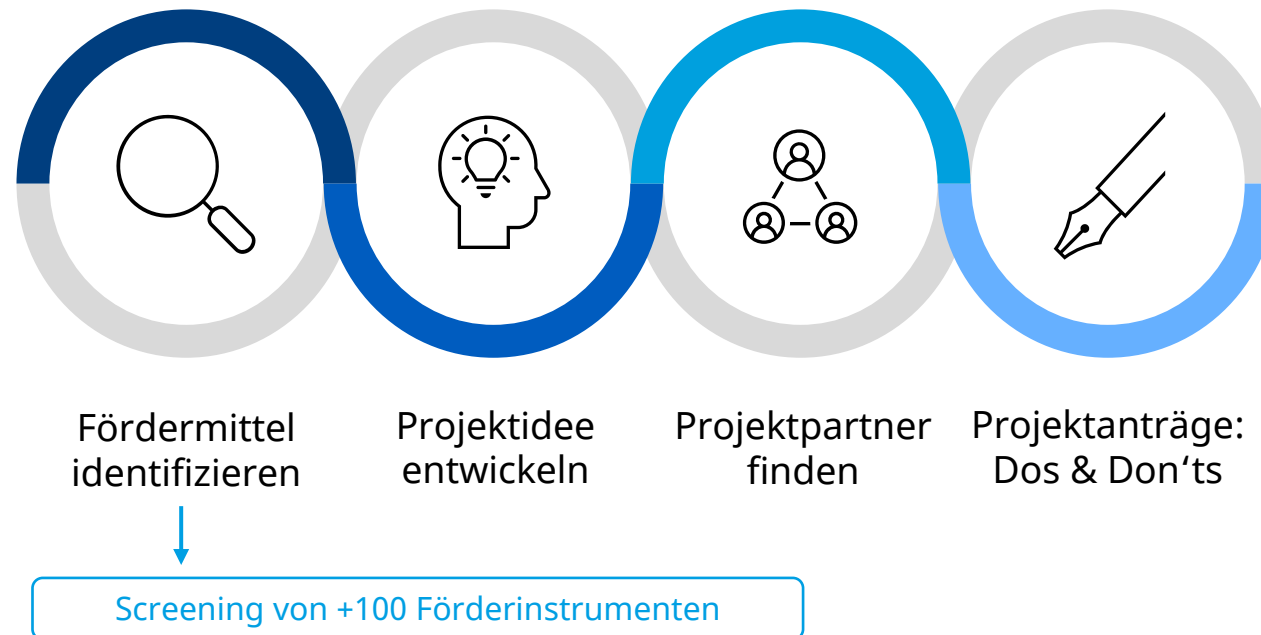 Fördermittel
identifizieren
Projektidee
entwickeln
Projektpartner
finden
Projektanträge:
Dos & Don‘ts
Screening von +100 Förderinstrumenten